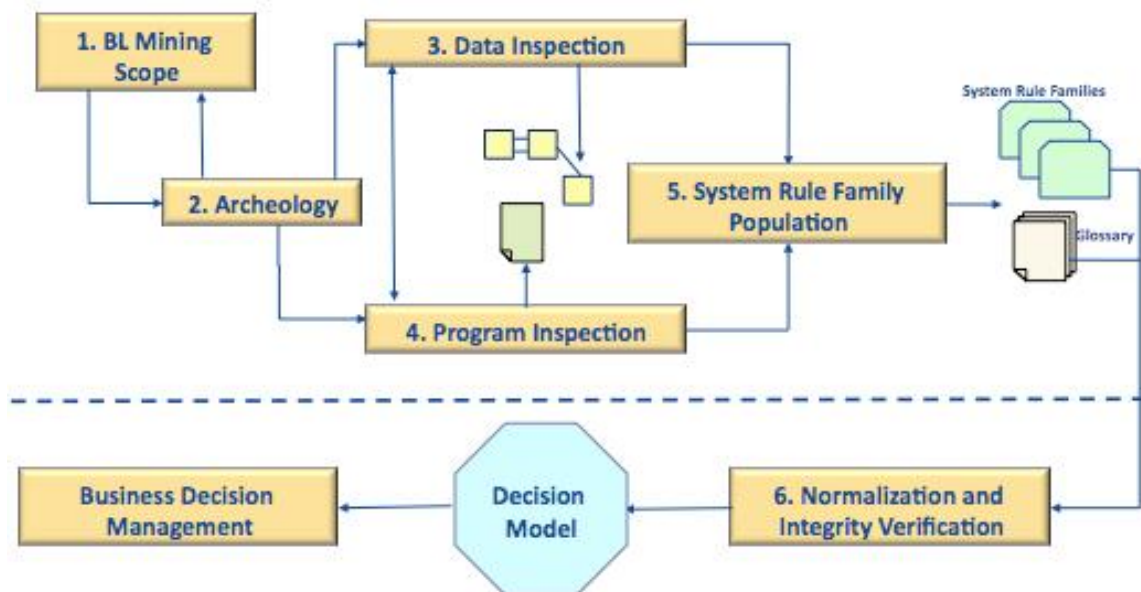 1. BL Mining
Scope
3. Data Inspection
System Rule Families
2. Archeology
5. System Rule Family
Population
Glossary
4. Program Inspection
Business Decision
Management
Decision
Model
6. Normalization and
Integrity Verification